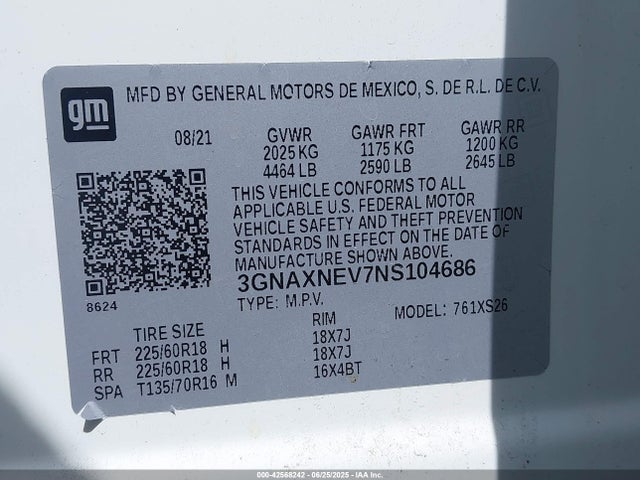 gm
MFD BY GENERAL MOTORS DE MEXICO, S. DE R.L. DE C.V.
08/21 GVWR GAWR FRT GAWR RR
2025 KG 1175 KG 1200 KG
4464 LB 2590 LB 2645 LB
THIS VEHICLE CONFORMS TO ALL
APPLICABLE U.S. FEDERAL MOTOR
VEHICLE SAFETY AND THEFT PREVENTION
STANDARDS IN EFFECT ON THE DATE OF
MANUFACTURE SHOWN ABOVE.
3GNAXNEV7NS104686
8624 TYPE: M.P.V. MODEL: 761XS26
TIRE SIZE RIM
FRT 225/60R18 H 18X7J
RR 225/60R18 H 18X7J
SPA T135/70R16 M 16X4BT
000-42568242 - 06/25/2025 - IAA Inc.